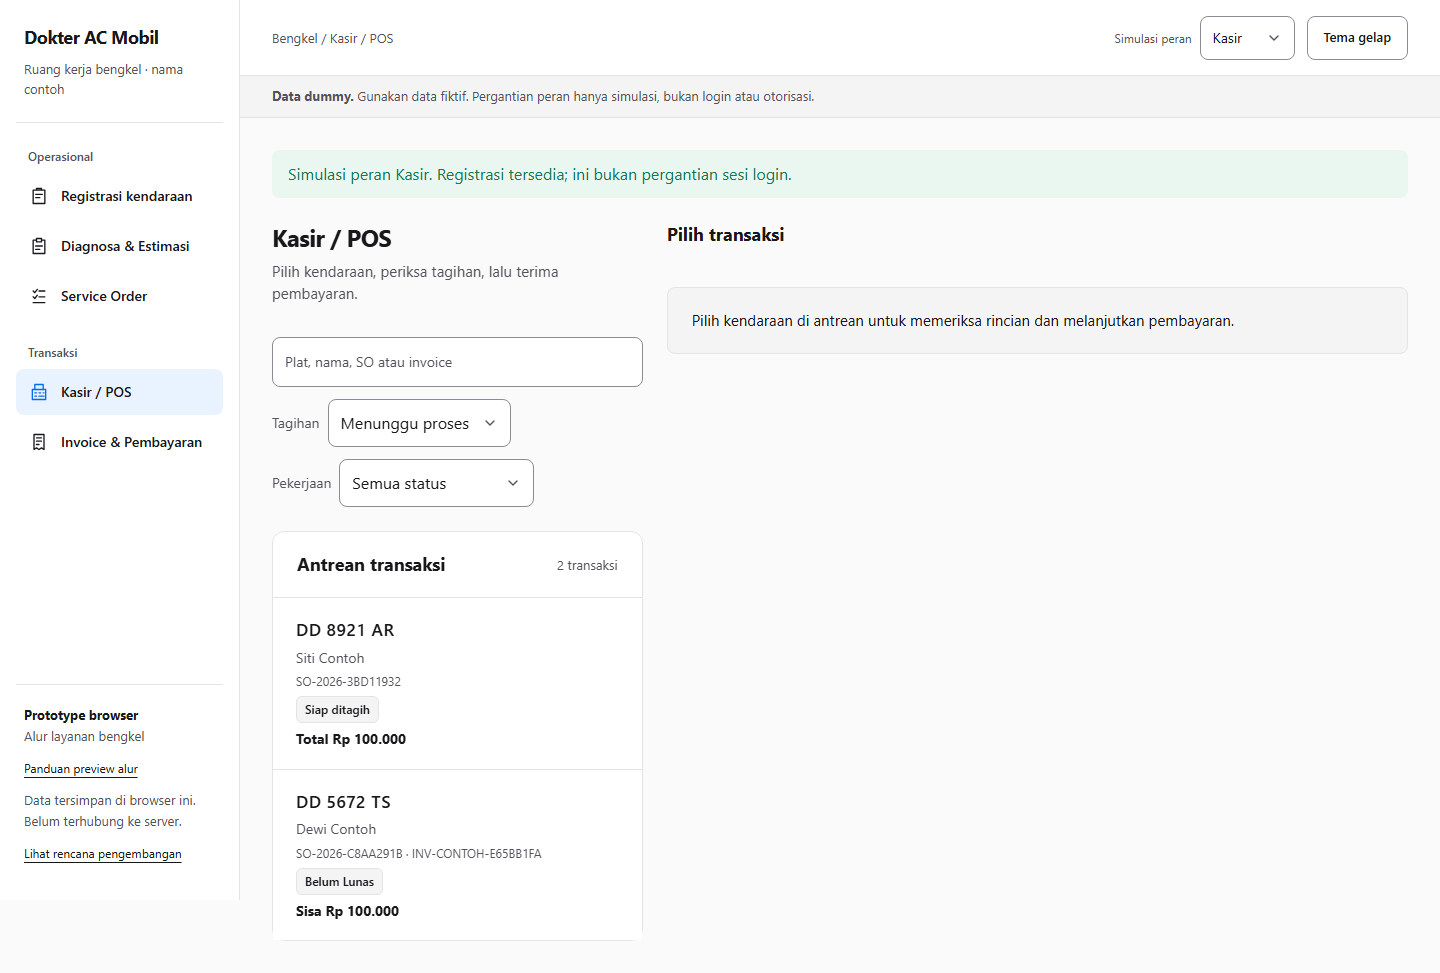 Dokter AC Mobil
Ruang kerja bengkel · nama
contoh
Operasional
Registrasi kendaraan
Diagnosa & Estimasi
Service Order
Transaksi
Kasir / POS
Invoice & Pembayaran
Prototype browser
Alur layanan bengkel
Panduan preview alur
Data tersimpan di browser ini.
Belum terhubung ke server.
Lihat rencana pengembangan
Bengkel / Kasir / POS
Simulasi peran
Kasir
Tema gelap
Data dummy. Gunakan data fiktif. Pergantian peran hanya simulasi, bukan login atau otorisasi.
Simulasi peran Kasir. Registrasi tersedia; ini bukan pergantian sesi login.
Kasir / POS
Pilih kendaraan, periksa tagihan, lalu terima
pembayaran.
Plat, nama, SO atau invoice
Tagihan
Menunggu proses
Pekerjaan
Semua status
Antrean transaksi
2 transaksi
DD 8921 AR
Siti Contoh
SO-2026-3BD11932
Siap ditagih
Total Rp 100.000
DD 5672 TS
Dewi Contoh
SO-2026-C8AA291B · INV-CONTOH-E65BB1FA
Belum Lunas
Sisa Rp 100.000
Pilih transaksi
Pilih kendaraan di antrean untuk memeriksa rincian dan melanjutkan pembayaran.